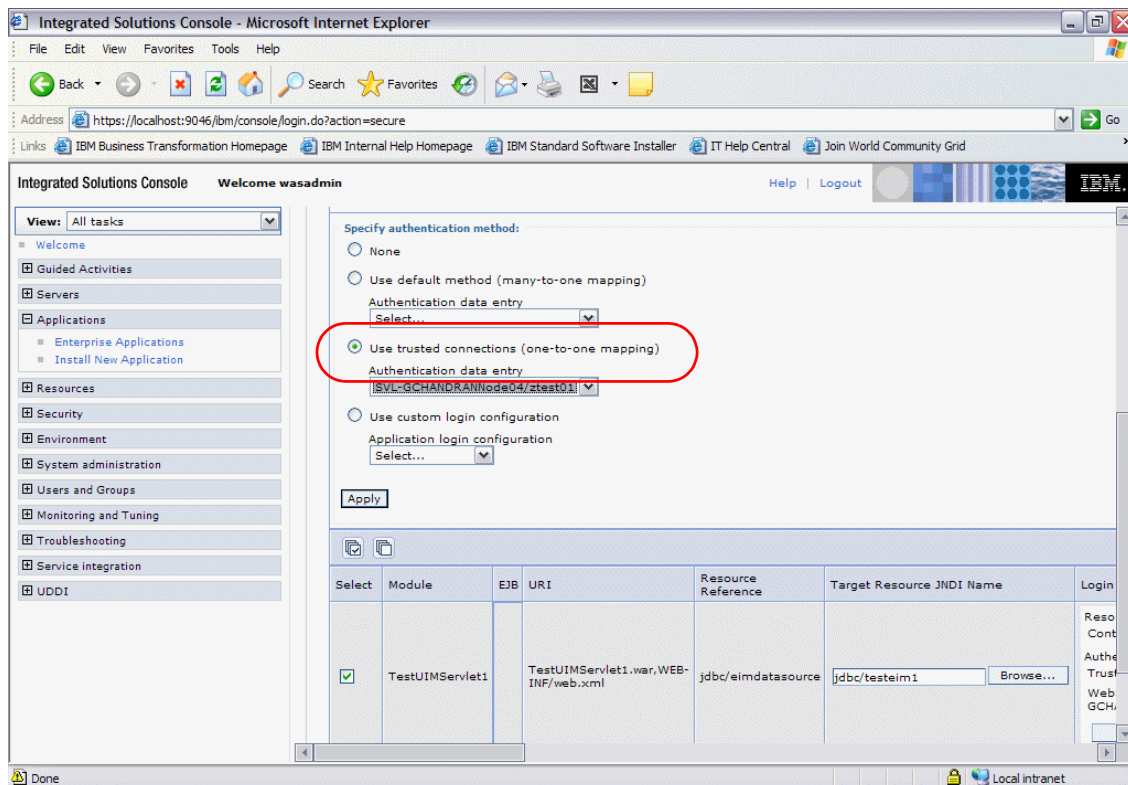 Integrated Solutions Console - Microsoft Internet Explorer
File Edit View Favorites Tools Help
Back Search Favorites
Address https://localhost:9046/ibm/console/login.do?action=secure Go
Links IBM Business Transformation Homepage IBM Internal Help Homepage IBM Standard Software Installer IT Help Central Join World Community Grid
Integrated Solutions Console Welcome wasadmin Help | Logout IBM.
View: All tasks
Welcome
Guided Activities
Servers
Applications
Enterprise Applications
Install New Application
Resources
Security
Environment
System administration
Users and Groups
Monitoring and Tuning
Troubleshooting
Service integration
UDDI
Specify authentication method:
None
Use default method (many-to-one mapping)
Authentication data entry
Select...
Use trusted connections (one-to-one mapping)
Authentication data entry
SVL-GCHANDRANNode04/ztest01
Use custom login configuration
Application login configuration
Select...
Apply
Select Module EJB URI Resource Reference Target Resource JNDI Name Login
TestUIMServlet1 TestUIMServlet1.war,WEB-INF/web.xml jdbc/eimdatasource jdbc/testeim1 Browse...
Reso
Cont
Authe
Trust
Web
GCH
Done Local intranet